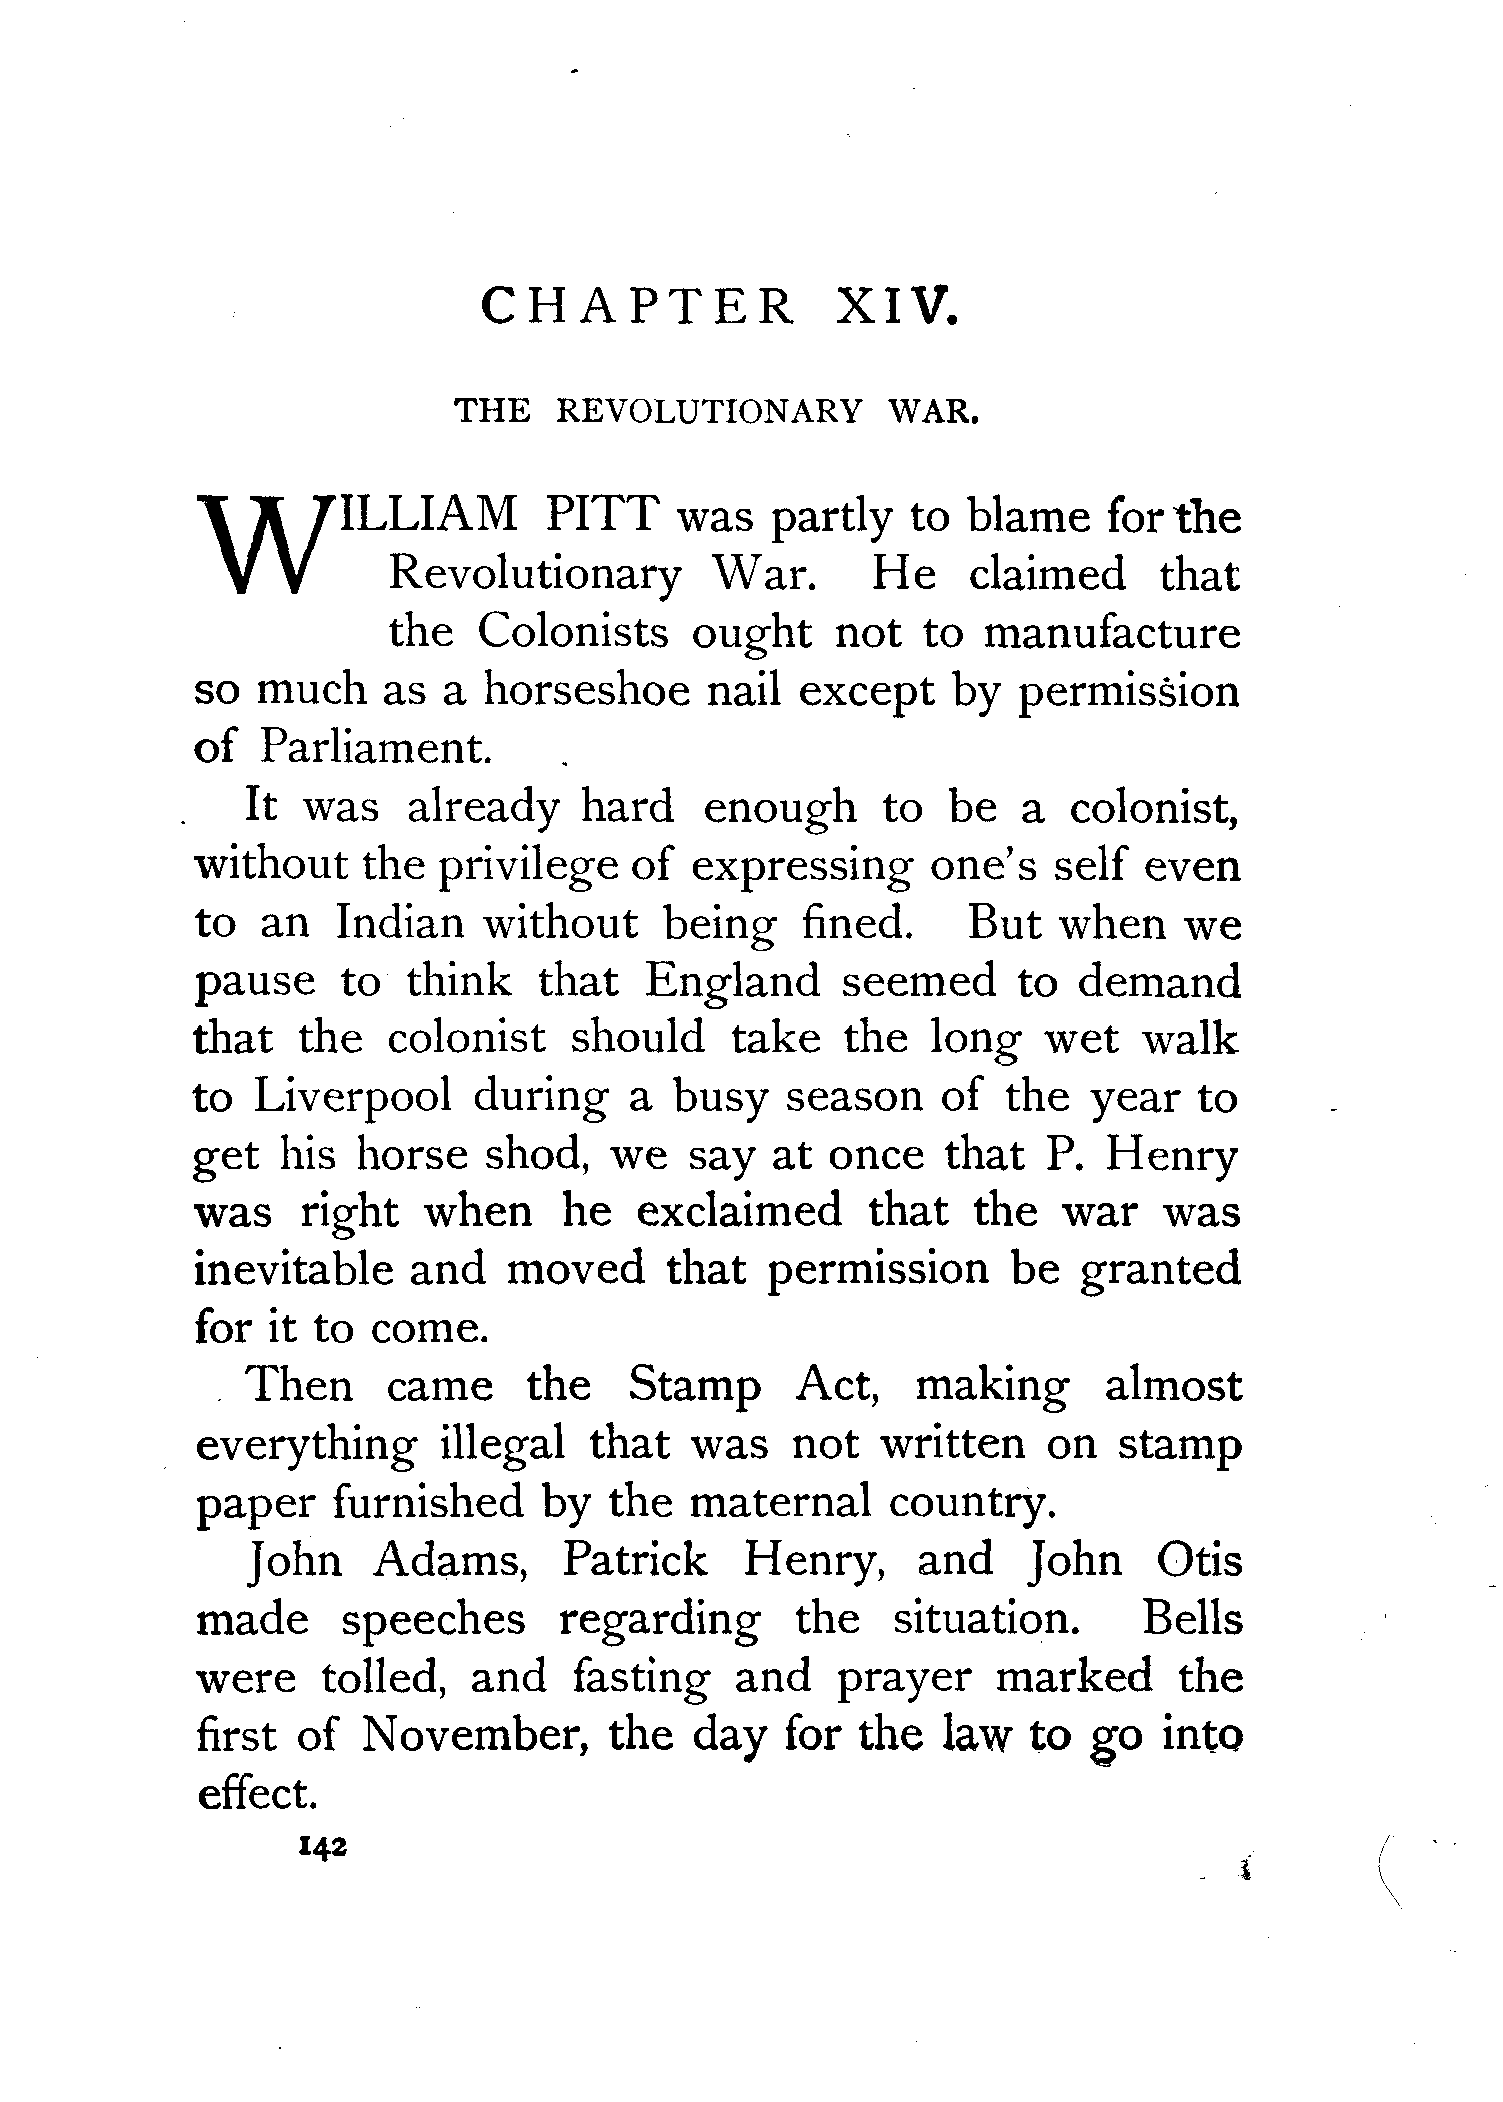 CHAPTER XIV.
THE REVOLUTIONARY WAR.
WILLIAM PITT was partly to blame for the
Revolutionary War. He claimed that
the Colonists ought not to manufacture
so much as a horseshoe nail except by permission
of Parliament.
It was already hard enough to be a colonist,
without the privilege of expressing one's self even
to an Indian without being fined. But when we
pause to think that England seemed to demand
that the colonist should take the long wet walk
to Liverpool during a busy season of the year to
get his horse shod, we say at once that P. Henry
was right when he exclaimed that the war was
inevitable and moved that permission be granted
for it to come.
Then came the Stamp Act, making almost
everything illegal that was not written on stamp
paper furnished by the maternal country.
John Adams, Patrick Henry, and John Otis
made speeches regarding the situation. Bells
were tolled, and fasting and prayer marked the
first of November, the day for the law to go into
effect.
142